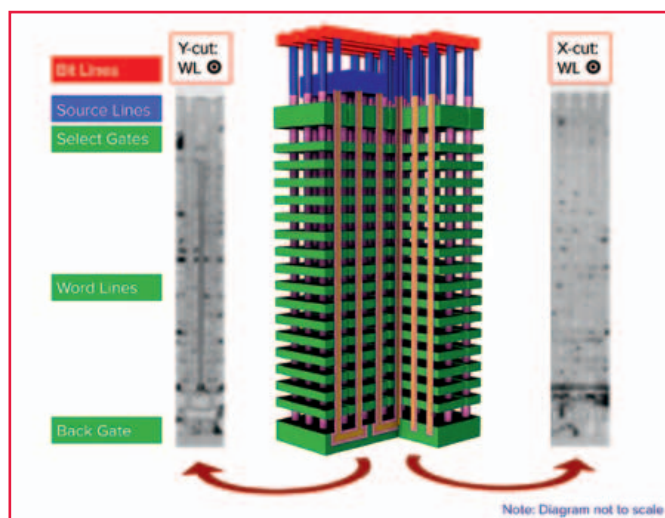 Y-cut:
WL
X-cut:
WL
Bit Lines
Source Lines
Select Gates
Word Lines
Back Gate
Note: Diagram not to scale